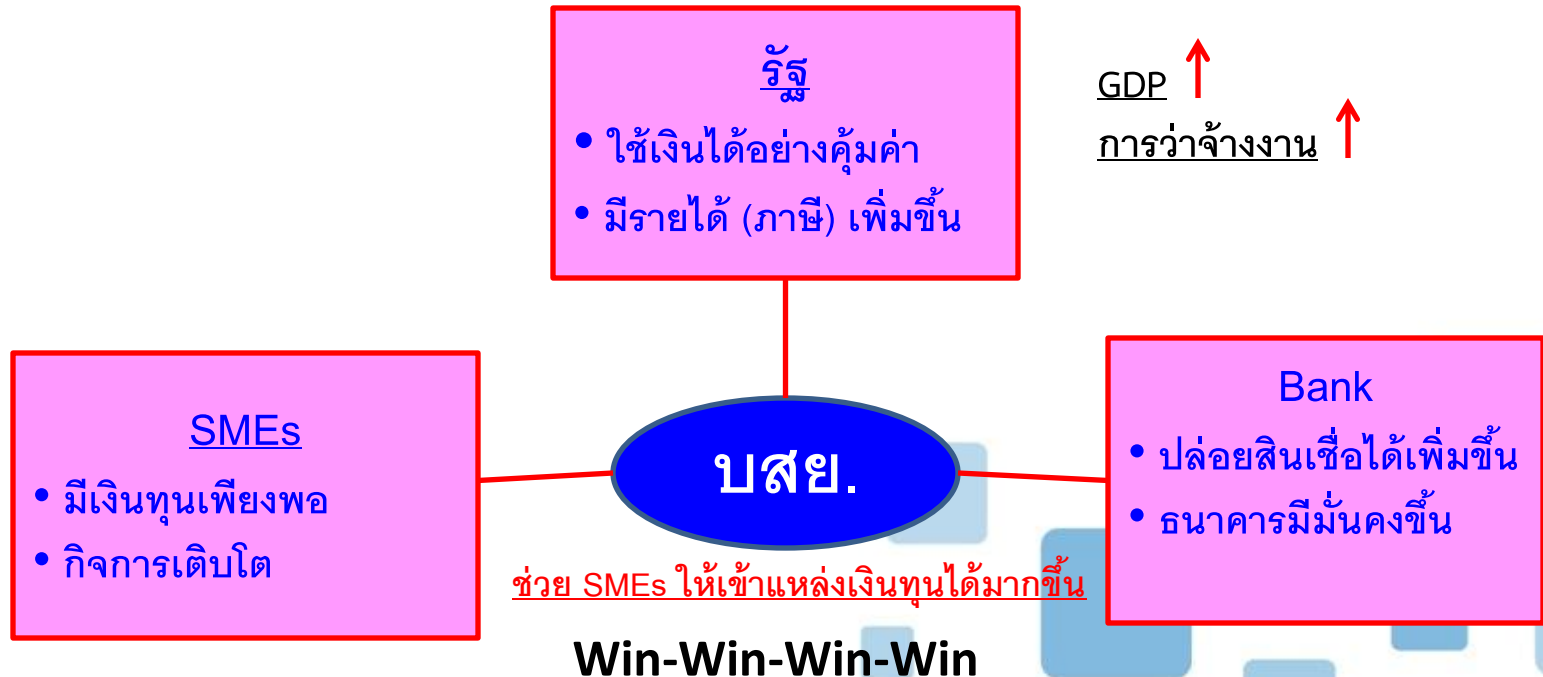 รัฐ
• ใช้เงินได้อย่างคุ้มค่า
• มีรายได้ (ภาษี) เพิ่มขึ้น
GDP ↑
การว่าจ้างงาน ↑
SMEs
• มีเงินทุนเพียงพอ
• กิจการเติบโต
บสย.
ช่วย SMEs ให้เข้าแหล่งเงินทุนได้มากขึ้น
Bank
• ปล่อยสินเชื่อได้เพิ่มขึ้น
• ธนาคารมีมั่นคงขึ้น
Win-Win-Win-Win